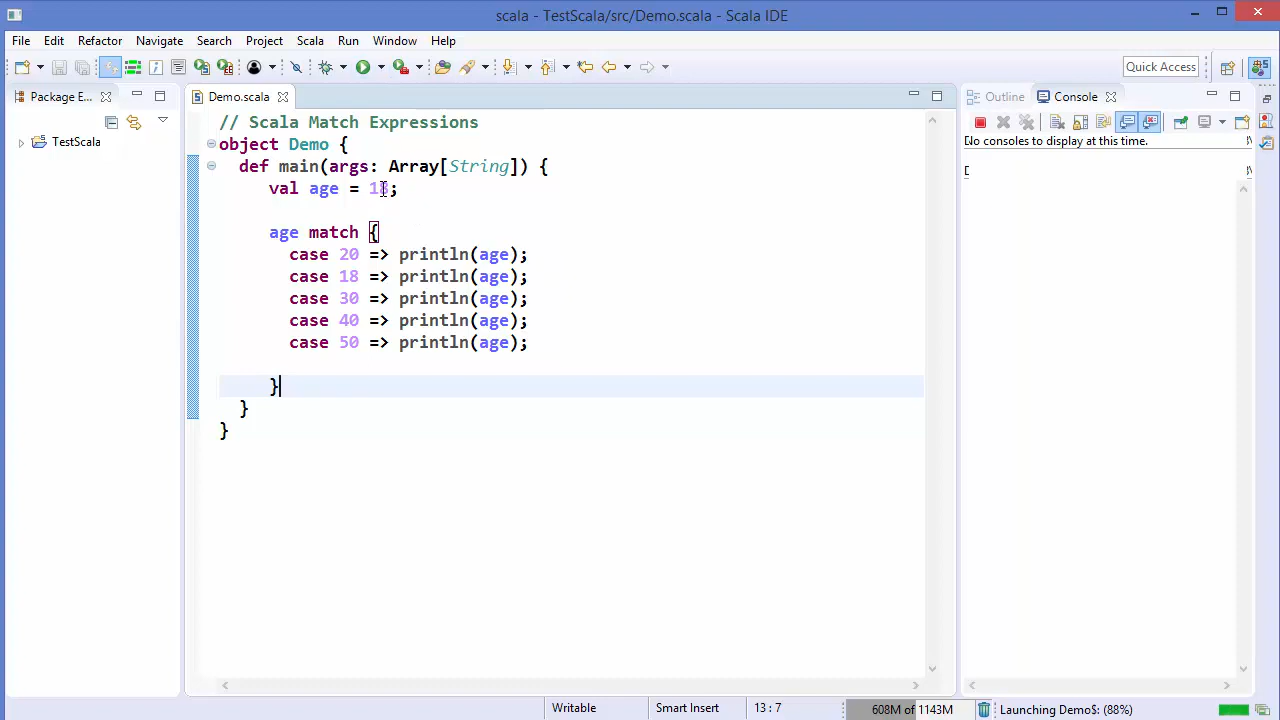 scala - TestScala/src/Demo.scala - Scala IDE
File Edit Refactor Navigate Search Project Scala Run Window Help
Quick Access
Package E...
Demo.scala
Outline
Console
TestScala
No consoles to display at this time.
// Scala Match Expressions
object Demo {
def main(args: Array[String]) {
val age = 18;
age match {
case 20 => println(age);
case 18 => println(age);
case 30 => println(age);
case 40 => println(age);
case 50 => println(age);
}
}
}
Writable
Smart Insert
13 : 7
608M of 1143M
Launching Demo$: (88%)